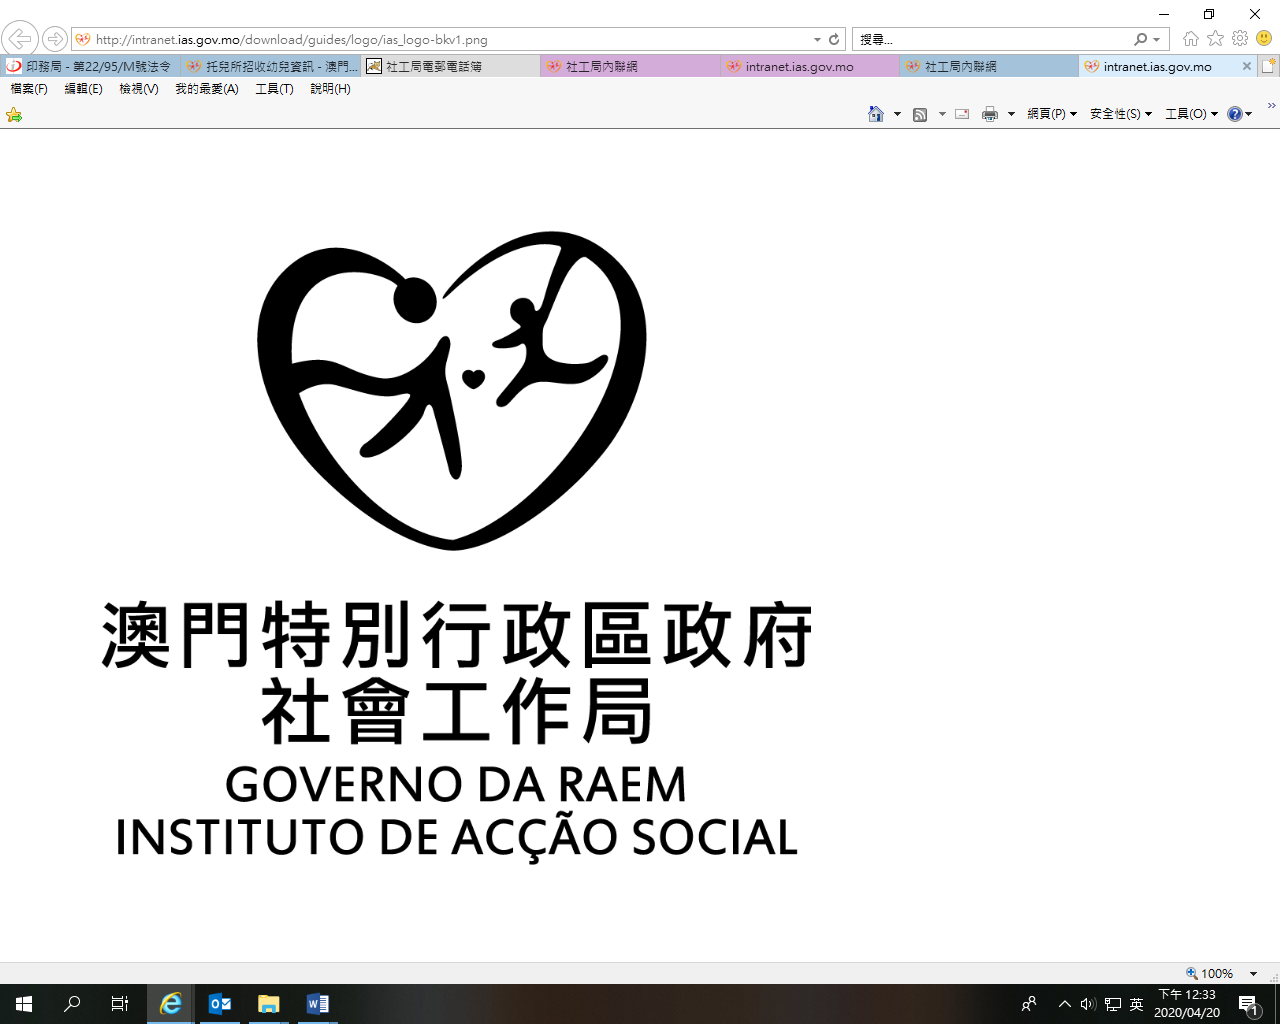 http://intranet.ias.gov.mo/download/guides/logo/ias_logo-bkv1.png
搜尋...
印務局 - 第22/95/M號法令
托兒所招收幼兒資訊 - 澳門...
社工局電郵電話簿
社工局內聯網
intranet.ias.gov.mo
社工局內聯網
intranet.ias.gov.mo
檔案(F) 編輯(E) 檢視(V) 我的最愛(A) 工具(T) 說明(H)
網頁(P) 安全性(S) 工具(O)
澳門特別行政區政府
社會工作局
GOVERNO DA RAEM
INSTITUTO DE ACÇÃO SOCIAL
100%
英
下午 12:33
2020/04/20
1